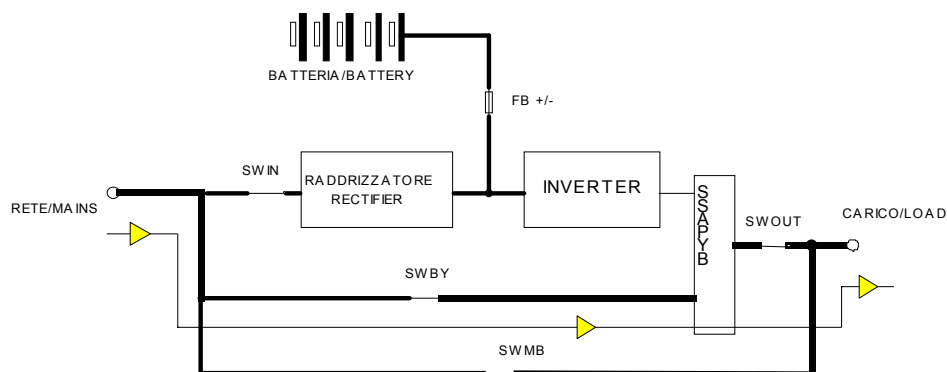 BATTERIA/BATTERY
FB +/-
SWIN
RADDRIZZATORE
RECTIFIER
INVERTER
RETE/MAINS
SSAPYB
SWOUT
CARICO/LOAD
SWBY
SWMB